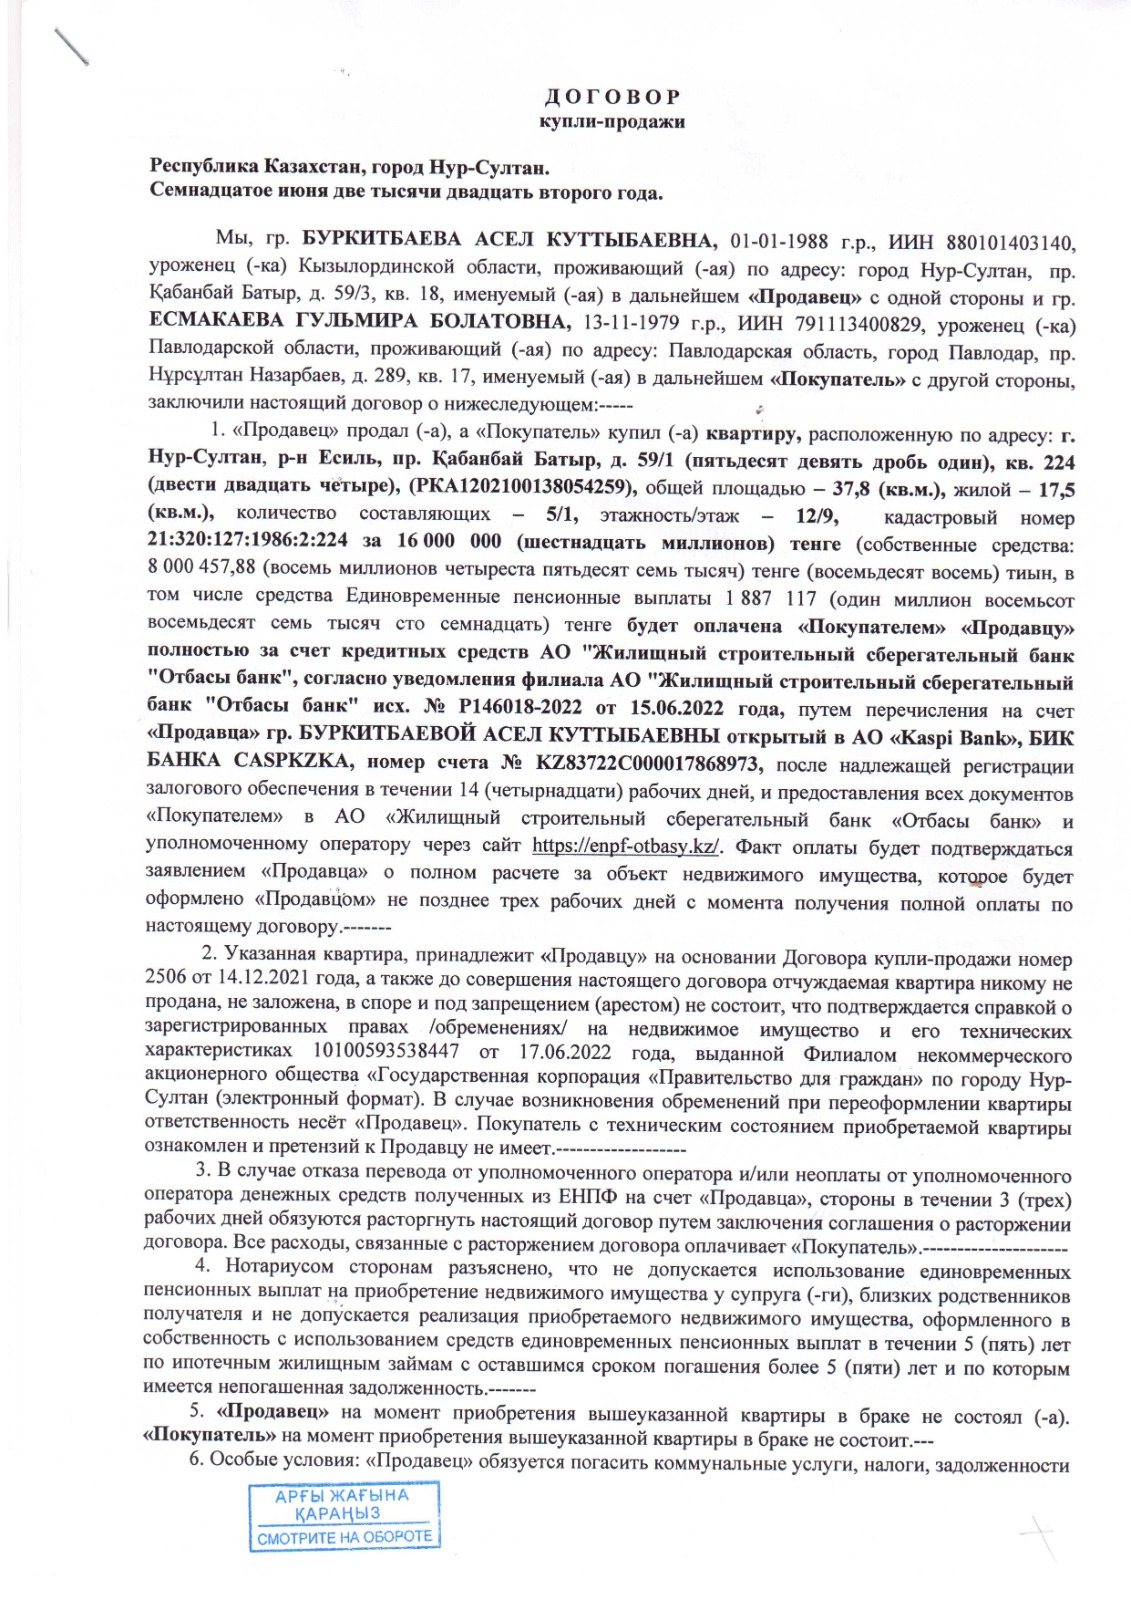 Д О Г О В О Р
купли-продажи
Республика Казахстан, город Нур-Султан.
Семнадцатое июня две тысячи двадцать второго года.
Мы, гр. БУРКИТБАЕВА АСЕЛ КУТТЫБАЕВНА, 01-01-1988 г.р., ИИН 880101403140,
уроженец (-ка) Кызылординской области, проживающий (-ая) по адресу: город Нур-Султан, пр.
Қабанбай Батыр, д. 59/3, кв. 18, именуемый (-ая) в дальнейшем «Продавец» с одной стороны и гр.
ЕСМАКАЕВА ГУЛЬМИРА БОЛАТОВНА, 13-11-1979 г.р., ИИН 791113400829, уроженец (-ка)
Павлодарской области, проживающий (-ая) по адресу: Павлодарская область, город Павлодар, пр.
Нұрсұлтан Назарбаев, д. 289, кв. 17, именуемый (-ая) в дальнейшем «Покупатель» с другой стороны,
заключили настоящий договор о нижеследующем:-----
1. «Продавец» продал (-а), а «Покупатель» купил (-а) квартиру, расположенную по адресу: г.
Нур-Султан, р-н Есиль, пр. Қабанбай Батыр, д. 59/1 (пятьдесят девять дробь один), кв. 224
(двести двадцать четыре), (РКА1202100138054259), общей площадью – 37,8 (кв.м.), жилой – 17,5
(кв.м.), количество составляющих – 5/1, этажность/этаж – 12/9, кадастровый номер
21:320:127:1986:2:224 за 16 000 000 (шестнадцать миллионов) тенге (собственные средства:
8 000 457,88 (восемь миллионов четыреста пятьдесят семь тысяч) тенге (восемьдесят восемь) тиын, в
том числе средства Единовременные пенсионные выплаты 1 887 117 (один миллион восемьсот
восемьдесят семь тысяч сто семнадцать) тенге будет оплачена «Покупателем» «Продавцу»
полностью за счет кредитных средств АО "Жилищный строительный сберегательный банк
"Отбасы банк", согласно уведомления филиала АО "Жилищный строительный сберегательный
банк "Отбасы банк" исх. № Р146018-2022 от 15.06.2022 года, путем перечисления на счет
«Продавца» гр. БУРКИТБАЕВОЙ АСЕЛ КУТТЫБАЕВНЫ открытый в АО «Kaspi Bank», БИК
БАНКА CASPKZKA, номер счета № KZ83722C000017868973, после надлежащей регистрации
залогового обеспечения в течении 14 (четырнадцати) рабочих дней, и предоставления всех документов
«Покупателем» в АО «Жилищный строительный сберегательный банк «Отбасы банк» и
уполномоченному оператору через сайт https://enpf-otbasy.kz/. Факт оплаты будет подтверждаться
заявлением «Продавца» о полном расчете за объект недвижимого имущества, которое будет
оформлено «Продавцом» не позднее трех рабочих дней с момента получения полной оплаты по
настоящему договору.-------
2. Указанная квартира, принадлежит «Продавцу» на основании Договора купли-продажи номер
2506 от 14.12.2021 года, а также до совершения настоящего договора отчуждаемая квартира никому не
продана, не заложена, в споре и под запрещением (арестом) не состоит, что подтверждается справкой о
зарегистрированных правах /обременениях/ на недвижимое имущество и его технических
характеристиках 10100593538447 от 17.06.2022 года, выданной Филиалом некоммерческого
акционерного общества «Государственная корпорация «Правительство для граждан» по городу Нур-
Султан (электронный формат). В случае возникновения обременений при переоформлении квартиры
ответственность несёт «Продавец». Покупатель с техническим состоянием приобретаемой квартиры
ознакомлен и претензий к Продавцу не имеет.-------------------
3. В случае отказа перевода от уполномоченного оператора и/или неоплаты от уполномоченного
оператора денежных средств полученных из ЕНПФ на счет «Продавца», стороны в течении 3 (трех)
рабочих дней обязуются расторгнуть настоящий договор путем заключения соглашения о расторжении
договора. Все расходы, связанные с расторжением договора оплачивает «Покупатель».---------------------
4. Нотариусом сторонам разъяснено, что не допускается использование единовременных
пенсионных выплат на приобретение недвижимого имущества у супруга (-ги), близких родственников
получателя и не допускается реализация приобретаемого недвижимого имущества, оформленного в
собственность с использованием средств единовременных пенсионных выплат в течении 5 (пять) лет
по ипотечным жилищным займам с оставшимся сроком погашения более 5 (пяти) лет и по которым
имеется непогашенная задолженность.-------
5. «Продавец» на момент приобретения вышеуказанной квартиры в браке не состоял (-а).
«Покупатель» на момент приобретения вышеуказанной квартиры в браке не состоит.---
6. Особые условия: «Продавец» обязуется погасить коммунальные услуги, налоги, задолженности
АРҒЫ ЖАҒЫНА
ҚАРАҢЫЗ
СМОТРИТЕ НА ОБОРОТЕ